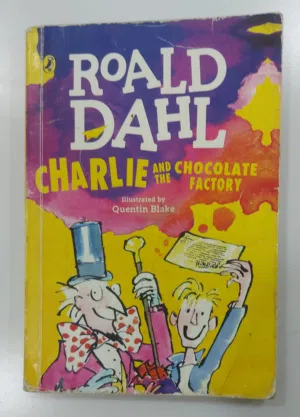 ROALD
DAHL
CHARLIE AND THE CHOCOLATE
FACTORY
Illustrated by
Quentin Blake